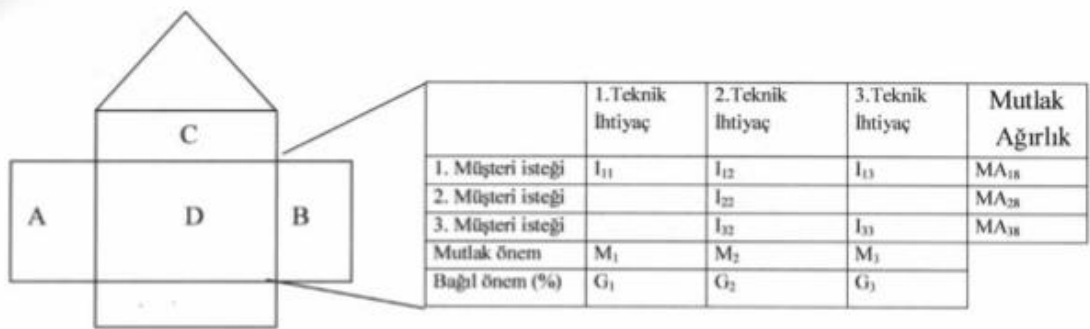 C
A
D
B
1.Teknik İhtiyaç 2.Teknik İhtiyaç 3.Teknik İhtiyaç Mutlak Ağırlık
1. Müşteri isteği I₁₁ I₁₂ I₁₃ MA₁₈
2. Müşteri isteği I₂₂ MA₂₈
3. Müşteri isteği I₃₂ I₃₃ MA₃₈
Mutlak önem M₁ M₂ M₃
Bağıl önem (%) G₁ G₂ G₃